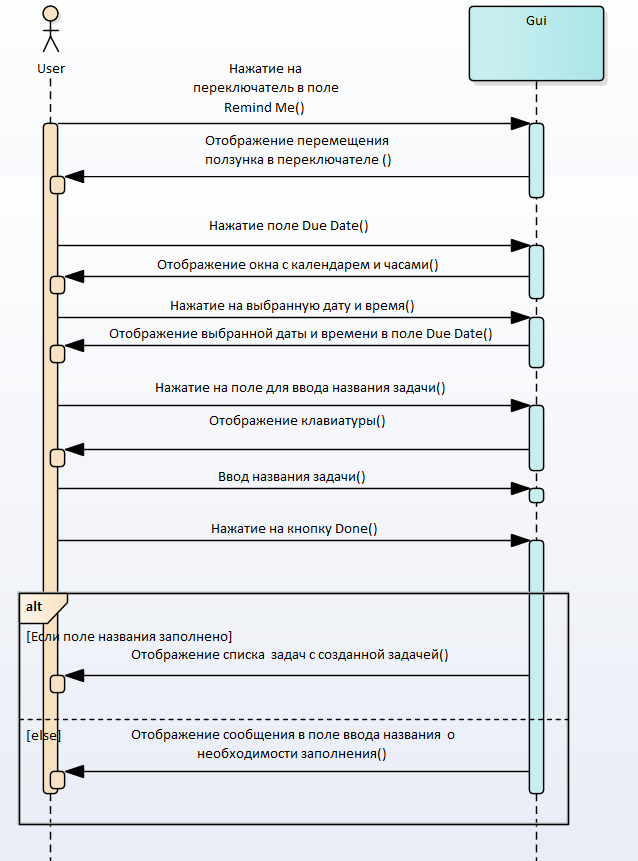 Gui
User
Нажатие на
переключатель в поле
Remind Me()
Отображение перемещения
ползунка в переключателе ()
Нажатие поле Due Date()
Отображение окна с календарем и часами()
Нажатие на выбранную дату и время()
Отображение выбранной даты и времени в поле Due Date()
Нажатие на поле для ввода названия задачи()
Отображение клавиатуры()
Ввод названия задачи()
Нажатие на кнопку Done()
alt
[Если поле названия заполнено]
Отображение списка задач с созданной задачей()
[else]
Отображение сообщения в поле ввода названия о
необходимости заполнения()